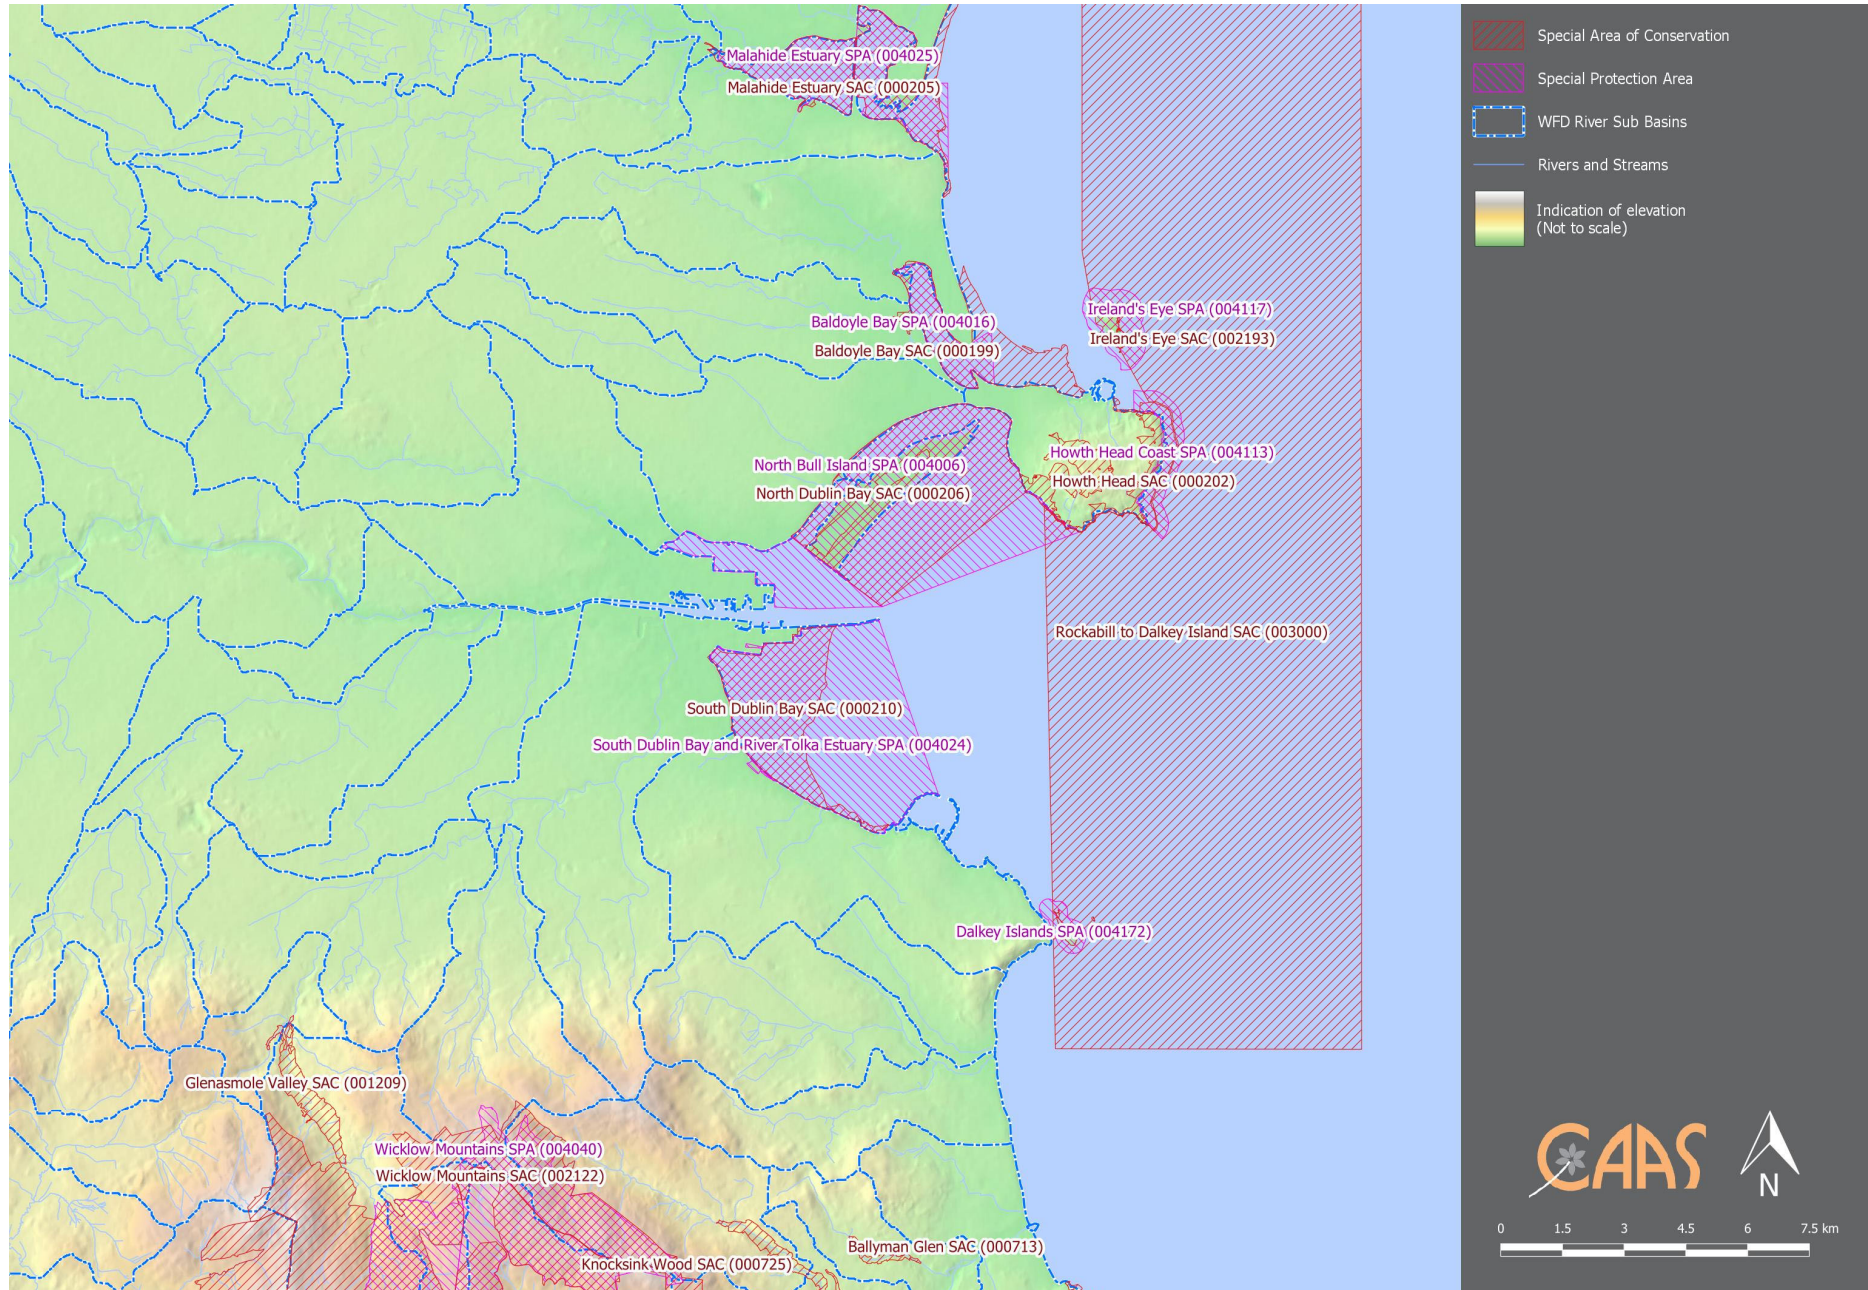 Malahide Estuary SPA (004025)
Malahide Estuary SAC (000205)
Baldoyle Bay SPA (004016)
Baldoyle Bay SAC (000199)
Ireland's Eye SPA (004117)
Ireland's Eye SAC (002193)
North Bull Island SPA (004006)
North Dublin Bay SAC (000206)
Howth Head Coast SPA (004113)
Howth Head SAC (000202)
Rockabill to Dalkey Island SAC (003000)
South Dublin Bay SAC (000210)
South Dublin Bay and River Tolka Estuary SPA (004024)
Dalkey Islands SPA (004172)
Glenasmole Valley SAC (001209)
Wicklow Mountains SPA (004040)
Wicklow Mountains SAC (002122)
Ballyman Glen SAC (000713)
Knocksink Wood SAC (000725)
Special Area of Conservation
Special Protection Area
WFD River Sub Basins
Rivers and Streams
Indication of elevation
(Not to scale)
CAAS
N
0 1.5 3 4.5 6 7.5 km